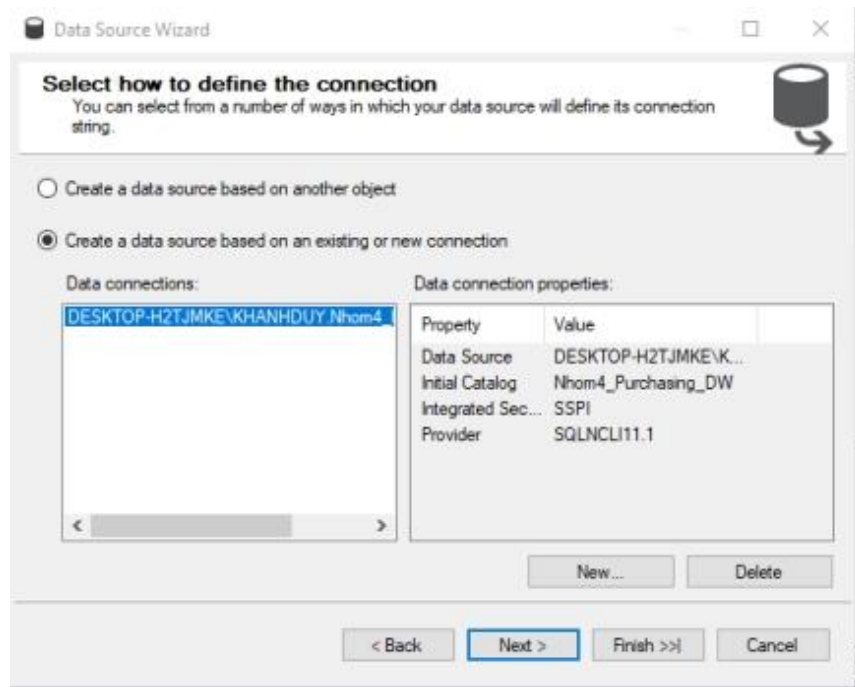 Data Source Wizard
Select how to define the connection
You can select from a number of ways in which your data source will define its connection
string.
Create a data source based on another object
Create a data source based on an existing or new connection
Data connections:
DESKTOP-H2TJMKE\KHANHDUY.Nhom4_
Data connection properties:
Property Value
Data Source DESKTOP-H2TJMKE\K...
Initial Catalog Nhom4_Purchasing_DW
Integrated Sec... SSPI
Provider SQLNCLI11.1
New... Delete
< Back Next > Finish >>| Cancel